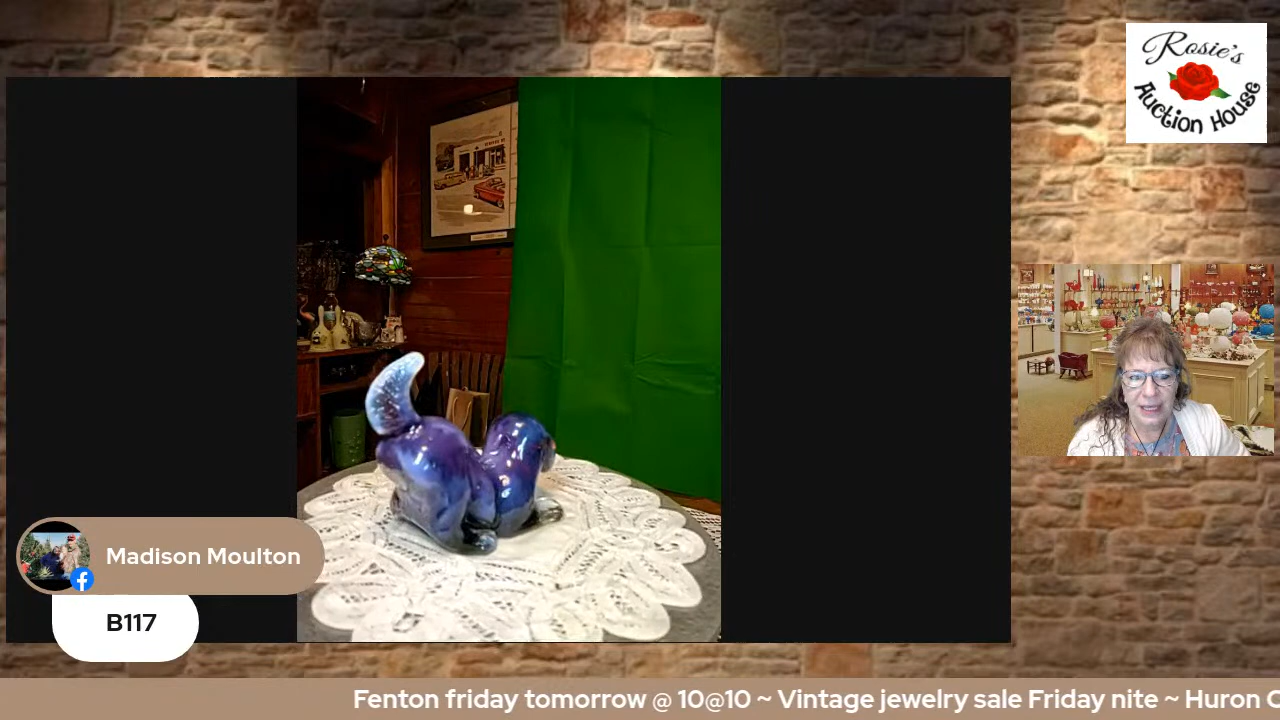 Rosie's
Auction House
Madison Moulton
B117
Fenton friday tomorrow @ 10@10 ~ Vintage jewelry sale Friday nite ~ Huron